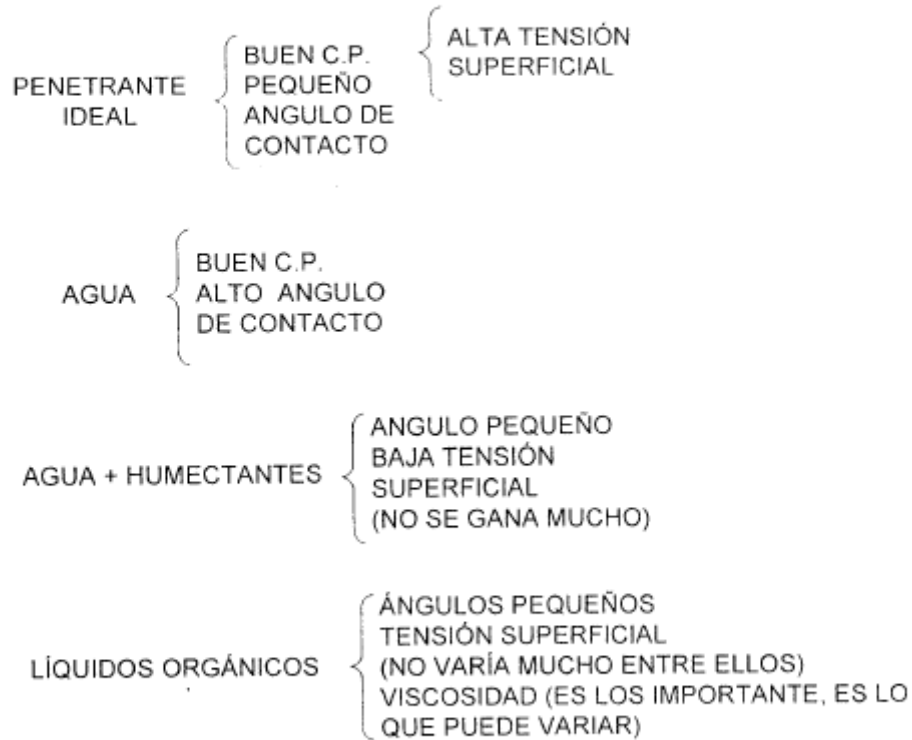 PENETRANTE
IDEAL
BUEN C.P.
PEQUEÑO
ANGULO DE
CONTACTO
ALTA TENSIÓN
SUPERFICIAL
AGUA
BUEN C.P.
ALTO ANGULO
DE CONTACTO
AGUA + HUMECTANTES
ANGULO PEQUEÑO
BAJA TENSIÓN
SUPERFICIAL
(NO SE GANA MUCHO)
LÍQUIDOS ORGÁNICOS
ÁNGULOS PEQUEÑOS
TENSIÓN SUPERFICIAL
(NO VARÍA MUCHO ENTRE ELLOS)
VISCOSIDAD (ES LOS IMPORTANTE, ES LO
QUE PUEDE VARIAR)